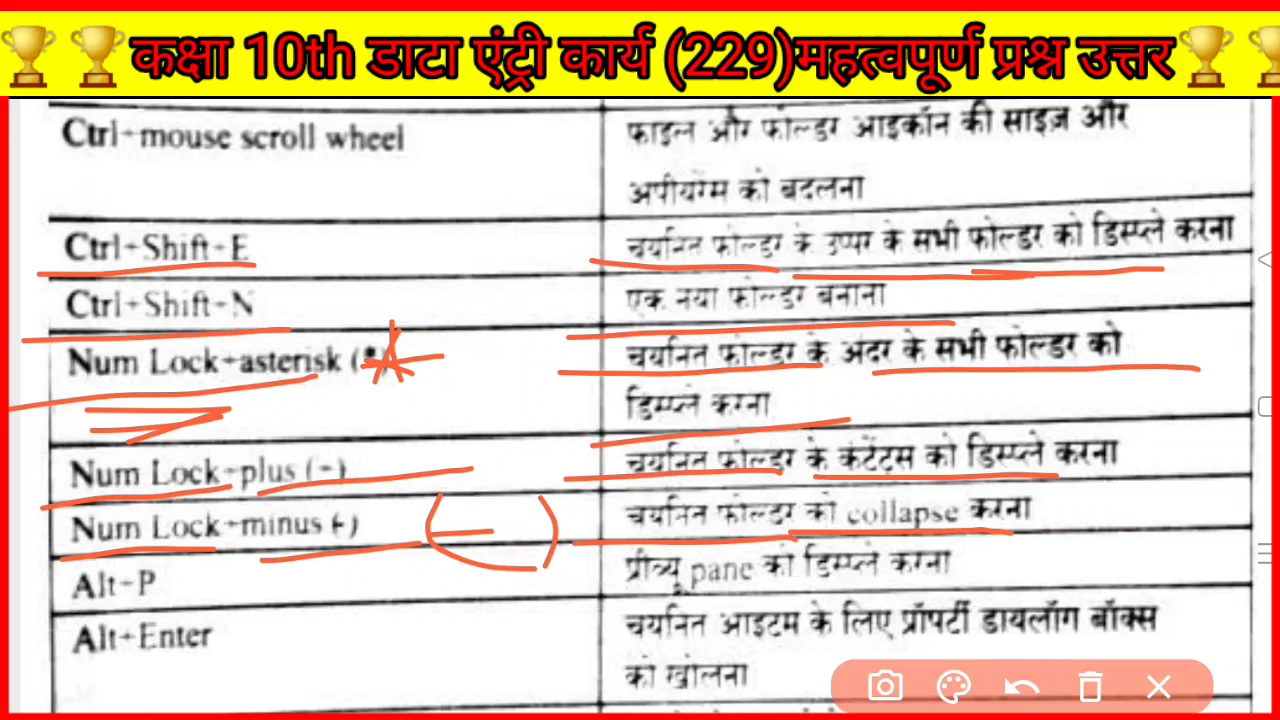 कक्षा 10th डाटा एंट्री कार्य (229)महत्वपूर्ण प्रश्न उत्तर
Ctrl+mouse scroll wheel
फाइल और फोल्डर आइकॉन की साइज़ और
अपीयरेंस को बदलना
Ctrl+Shift+E
चयनित फोल्डर के उप्पर के सभी फोल्डर को डिस्प्ले करना
Ctrl+Shift+N
एक नया फोल्डर बनाना
Num Lock+asterisk (*)
चयनित फोल्डर के अंदर के सभी फोल्डर को
डिस्प्ले करना
Num Lock+plus (+)
चयनित फोल्डर के कंटेंट्स को डिस्प्ले करना
Num Lock+minus (-)
चयनित फोल्डर को collapse करना
Alt+P
प्रीव्यू pane को डिस्प्ले करना
Alt+Enter
चयनित आइटम के लिए प्रॉपर्टी डायलॉग बॉक्स
को खोलना